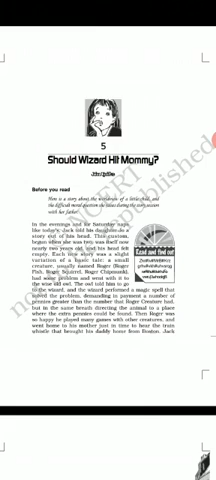 5
Should Wizard Hit Mommy?
Before you read
Here is a story about the worldview of a little child, and
the difficult moral question she raises during the story session
with her father.
In the evenings and for Saturday naps
like today's, Jack told his daughter Jo a
story out of his head. This custom,
begun when she was two, was itself now
nearly two years old, and his head felt
empty. Each new story was a slight
variation of a basic tale: a small
creature, usually named Roger (Roger
Fish, Roger Squirrel, Roger Chipmunk),
had some problem and went with it to
the wise old owl. The owl told him to go
to the wizard, and the wizard performed a magic spell that
solved the problem, demanding in payment a number of
pennies greater than the number that Roger Creature had,
but in the same breath directing the animal to a place
where the extra pennies could be found. Then Roger was
so happy he played many games with other creatures, and
went home to his mother just in time to hear the train
whistle that brought his daddy home from Boston. Jack
Read and find out
not
republished